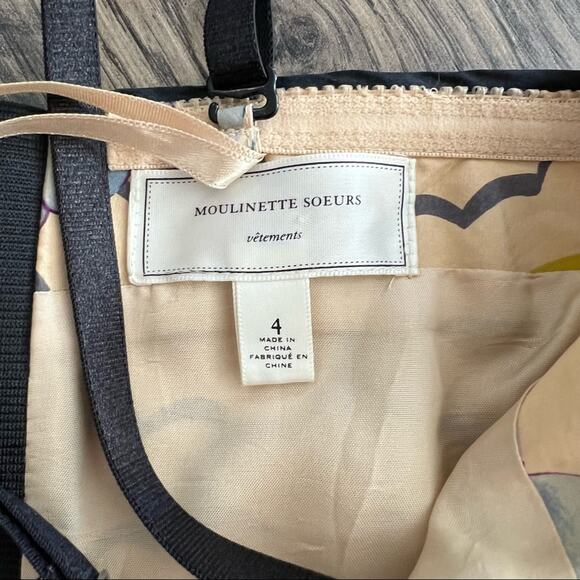 MOULINETTE SOEURS
vêtements
4
MADE IN
CHINA
FABRIQUÉ EN
CHINE